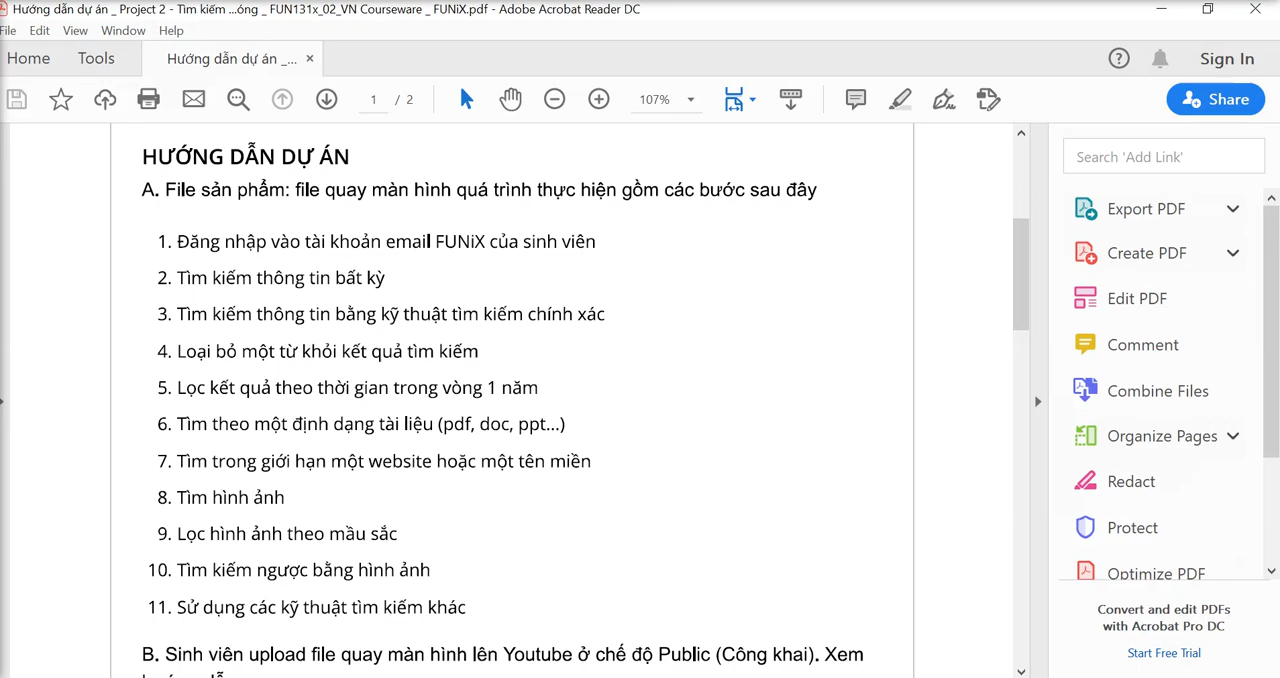 Hướng dẫn dự án _ Project 2 - Tìm kiếm ...óng _ FUN131x_02_VN Courseware _ FUNiX.pdf - Adobe Acrobat Reader DC
File Edit View Window Help
Home Tools Hướng dẫn dự án _... × Sign In
1 / 2 107% Share
HƯỚNG DẪN DỰ ÁN
A. File sản phẩm: file quay màn hình quá trình thực hiện gồm các bước sau đây
1. Đăng nhập vào tài khoản email FUNiX của sinh viên
2. Tìm kiếm thông tin bất kỳ
3. Tìm kiếm thông tin bằng kỹ thuật tìm kiếm chính xác
4. Loại bỏ một từ khỏi kết quả tìm kiếm
5. Lọc kết quả theo thời gian trong vòng 1 năm
6. Tìm theo một định dạng tài liệu (pdf, doc, ppt...)
7. Tìm trong giới hạn một website hoặc một tên miền
8. Tìm hình ảnh
9. Lọc hình ảnh theo mầu sắc
10. Tìm kiếm ngược bằng hình ảnh
11. Sử dụng các kỹ thuật tìm kiếm khác
B. Sinh viên upload file quay màn hình lên Youtube ở chế độ Public (Công khai). Xem
Search 'Add Link'
Export PDF
Create PDF
Edit PDF
Comment
Combine Files
Organize Pages
Redact
Protect
Optimize PDF
Convert and edit PDFs
with Acrobat Pro DC
Start Free Trial